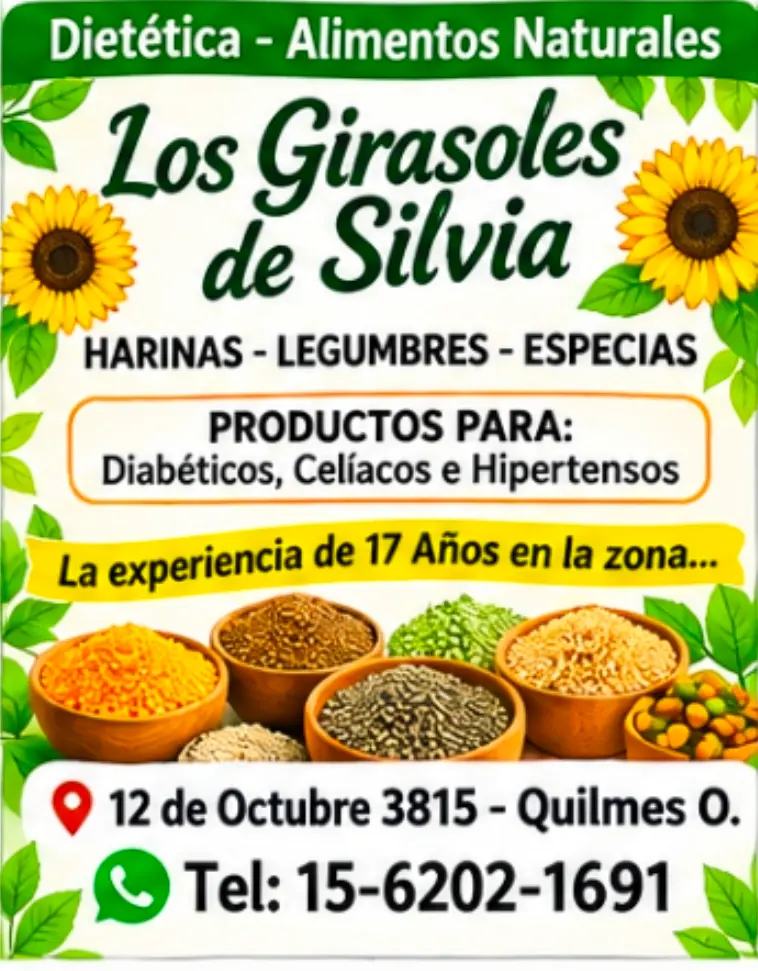 Dietética - Alimentos Naturales
Los Girasoles
de Silvia
HARINAS - LEGUMBRES - ESPECIAS
PRODUCTOS PARA:
Diabéticos, Celíacos e Hipertensos
La experiencia de 17 Años en la zona...
12 de Octubre 3815 - Quilmes O.
Tel: 15-6202-1691